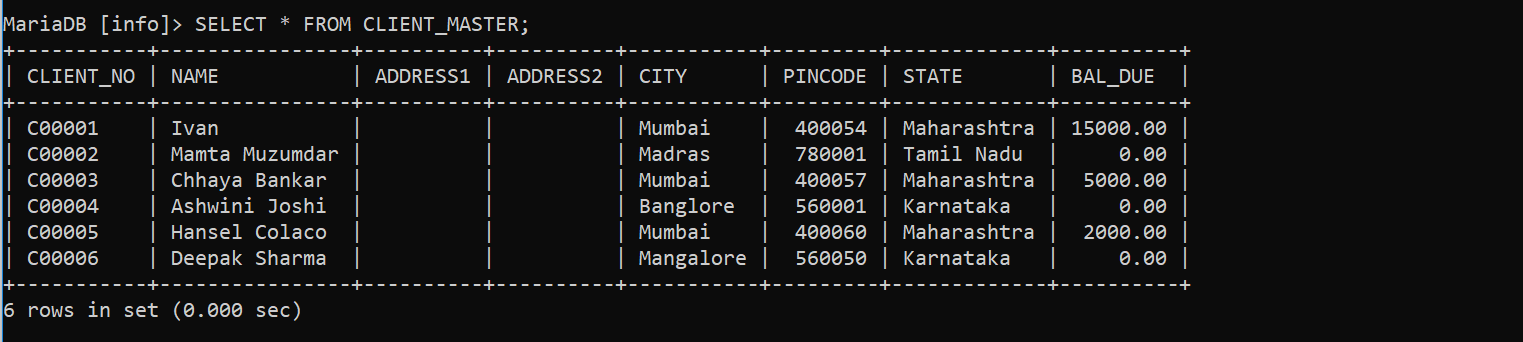 MariaDB [info]> SELECT * FROM CLIENT_MASTER;
+-----------+----------------+----------+----------+-----------+---------+-------------+----------+
| CLIENT_NO | NAME           | ADDRESS1 | ADDRESS2 | CITY      | PINCODE | STATE       | BAL_DUE  |
+-----------+----------------+----------+----------+-----------+---------+-------------+----------+
| C00001    | Ivan           |          |          | Mumbai    |  400054 | Maharashtra | 15000.00 |
| C00002    | Mamta Muzumdar |          |          | Madras    |  780001 | Tamil Nadu  |     0.00 |
| C00003    | Chhaya Bankar  |          |          | Mumbai    |  400057 | Maharashtra |  5000.00 |
| C00004    | Ashwini Joshi  |          |          | Banglore  |  560001 | Karnataka   |     0.00 |
| C00005    | Hansel Colaco  |          |          | Mumbai    |  400060 | Maharashtra |  2000.00 |
| C00006    | Deepak Sharma  |          |          | Mangalore |  560050 | Karnataka   |     0.00 |
+-----------+----------------+----------+----------+-----------+---------+-------------+----------+
6 rows in set (0.000 sec)